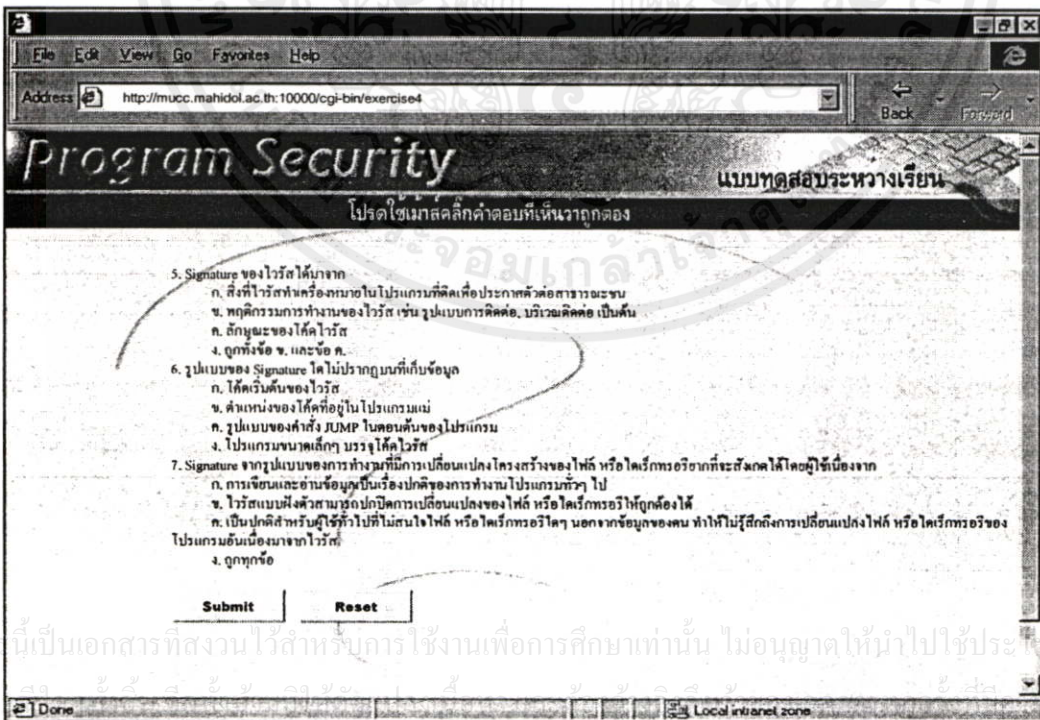 File Edit View Go Favorites Help
Address http://mucc.mahidol.ac.th:10000/cgi-bin/exercise4
Back Forward
Program Security
แบบทดสอบระหว่างเรียน
โปรดใช้เมาส์คลิ๊กคำตอบที่เห็นว่าถูกต้อง
พระจอมเกล้าเจ้าคุณ
5. Signature ของไวรัสได้มาจาก
ก. สิ่งที่ไวรัสทำเครื่องหมายในโปรแกรมที่ติดเพื่อประกาศตัวต่อสาธารณะชน
ข. พฤติกรรมการทำงานของไวรัส เช่น รูปแบบการติดต่อ, บริเวณติดต่อ เป็นต้น
ค. ลักษณะของโค้ดไวรัส
ง. ถูกทั้งข้อ ข. และข้อ ค.
6. รูปแบบของ Signature ใดไม่ปรากฏบนที่เก็บข้อมูล
ก. โค้ดเริ่มต้นของไวรัส
ข. ตำแหน่งของโค้ดที่อยู่ในโปรแกรมแม่
ค. รูปแบบของคำสั่ง JUMP ในตอนต้นของโปรแกรม
ง. โปรแกรมขนาดเล็กๆ บรรจุโค้ดไวรัส
7. Signature จากรูปแบบของการทำงานที่มีการเปลี่ยนแปลงโครงสร้างของไฟล์ หรือไดเร็กทรอรียากที่จะสังเกตได้โดยผู้ใช้เนื่องจาก
ก. การเขียนและอ่านข้อมูลเป็นเรื่องปกติของการทำงานโปรแกรมทั่วๆ ไป
ข. ไวรัสแบบฝังตัวสามารถปกปิดการเปลี่ยนแปลงของไฟล์ หรือไดเร็กทรอรีให้ถูกต้องได้
ค. เป็นปกติสำหรับผู้ใช้ทั่วไปที่ไม่สนใจไฟล์ หรือไดเร็กทรอรีใดๆ นอกจากข้อมูลของตน ทำให้ไม่รู้สึกถึงการเปลี่ยนแปลงไฟล์ หรือไดเร็กทรอรีของ
โปรแกรมอันเนื่องมาจากไวรัส
ง. ถูกทุกข้อ
Submit Reset
นี้เป็นเอกสารที่สงวนไว้สำหรับการใช้งานเพื่อการศึกษาเท่านั้น ไม่อนุญาตให้นำไปใช้ประ
Done Local intranet zone